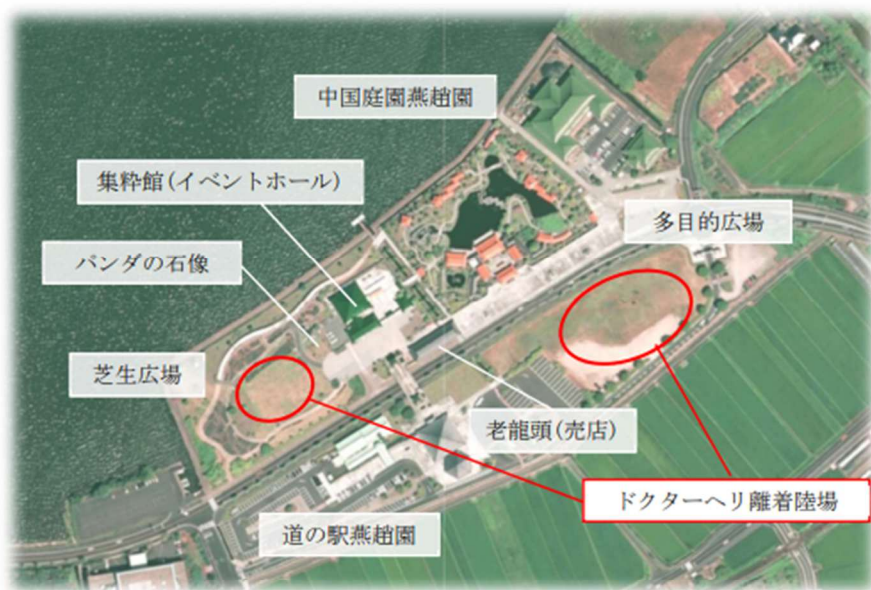 中国庭園燕趙園
集粋館(イベントホール)
多目的広場
パンダの石像
芝生広場
老龍頭(売店)
ドクターヘリ離着陸場
道の駅燕趙園